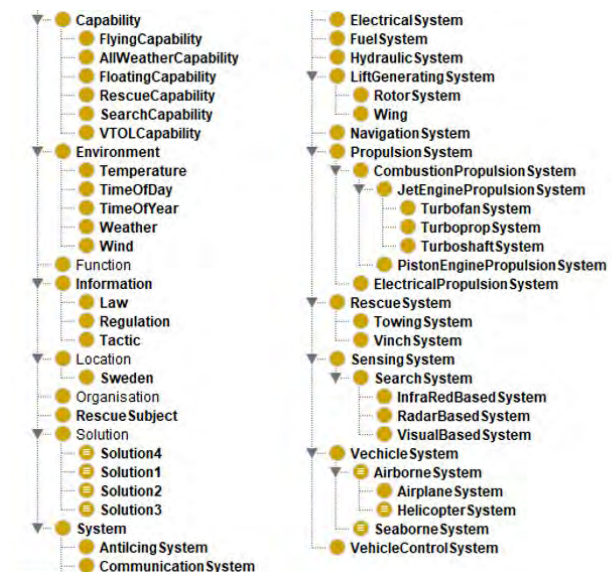 Capability
FlyingCapability
AllWeatherCapability
FloatingCapability
RescueCapability
SearchCapability
VTOLCapability
Environment
Temperature
TimeOfDay
TimeOfYear
Weather
Wind
Function
Information
Law
Regulation
Tactic
Location
Sweden
Organisation
RescueSubject
Solution
Solution4
Solution1
Solution2
Solution3
System
AntiIcingSystem
CommunicationSystem
ElectricalSystem
FuelSystem
HydraulicSystem
LiftGeneratingSystem
RotorSystem
Wing
NavigationSystem
PropulsionSystem
CombustionPropulsionSystem
JetEnginePropulsionSystem
TurbofanSystem
TurbopropSystem
TurboshaftSystem
PistonEnginePropulsionSystem
ElectricalPropulsionSystem
RescueSystem
TowingSystem
VinchSystem
SensingSystem
SearchSystem
InfraRedBasedSystem
RadarBasedSystem
VisualBasedSystem
VechicleSystem
AirborneSystem
AirplaneSystem
HelicopterSystem
SeaborneSystem
VehicleControlSystem